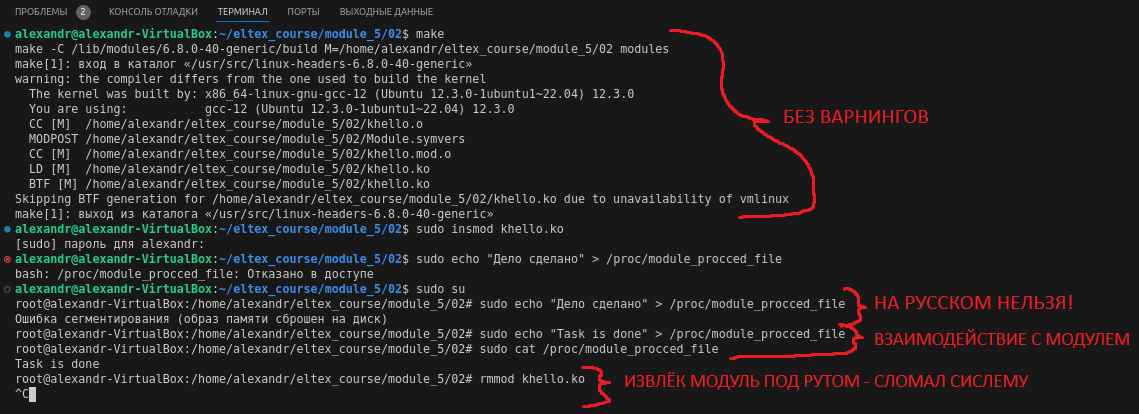 ПРОБЛЕМЫ 2 КОНСОЛЬ ОТЛАДКИ ТЕРМИНАЛ ПОРТЫ ВЫХОДНЫЕ ДАННЫЕ
alexandr@alexandr-VirtualBox:~/eltex_course/module_5/02$ make
make -C /lib/modules/6.8.0-40-generic/build M=/home/alexandr/eltex_course/module_5/02 modules
make[1]: вход в каталог «/usr/src/linux-headers-6.8.0-40-generic»
warning: the compiler differs from the one used to build the kernel
The kernel was built by: x86_64-linux-gnu-gcc-12 (Ubuntu 12.3.0-1ubuntu1~22.04) 12.3.0
You are using: gcc-12 (Ubuntu 12.3.0-1ubuntu1~22.04) 12.3.0
БЕЗ ВАРНИНГОВ
CC [M] /home/alexandr/eltex_course/module_5/02/khello.o
MODPOST /home/alexandr/eltex_course/module_5/02/Module.symvers
CC [M] /home/alexandr/eltex_course/module_5/02/khello.mod.o
LD [M] /home/alexandr/eltex_course/module_5/02/khello.ko
BTF [M] /home/alexandr/eltex_course/module_5/02/khello.ko
Skipping BTF generation for /home/alexandr/eltex_course/module_5/02/khello.ko due to unavailability of vmlinux
make[1]: выход из каталога «/usr/src/linux-headers-6.8.0-40-generic»
alexandr@alexandr-VirtualBox:~/eltex_course/module_5/02$ sudo insmod khello.ko
[sudo] пароль для alexandr:
alexandr@alexandr-VirtualBox:~/eltex_course/module_5/02$ sudo echo "Дело сделано" > /proc/module_procced_file
bash: /proc/module_procced_file: Отказано в доступе
alexandr@alexandr-VirtualBox:~/eltex_course/module_5/02$ sudo su
root@alexandr-VirtualBox:/home/alexandr/eltex_course/module_5/02# sudo echo "Дело сделано" > /proc/module_procced_file
НА РУССКОМ НЕЛЬЗЯ!
Ошибка сегментирования (образ памяти сброшен на диск)
root@alexandr-VirtualBox:/home/alexandr/eltex_course/module_5/02# sudo echo "Task is done" > /proc/module_procced_file
ВЗАИМОДЕЙСТВИЕ С МОДУЛЕМ
root@alexandr-VirtualBox:/home/alexandr/eltex_course/module_5/02# sudo cat /proc/module_procced_file
Task is done
root@alexandr-VirtualBox:/home/alexandr/eltex_course/module_5/02# rmmod khello.ko
ИЗВЛЁК МОДУЛЬ ПОД РУТОМ - СЛОМАЛ СИСЛЕМУ
^C